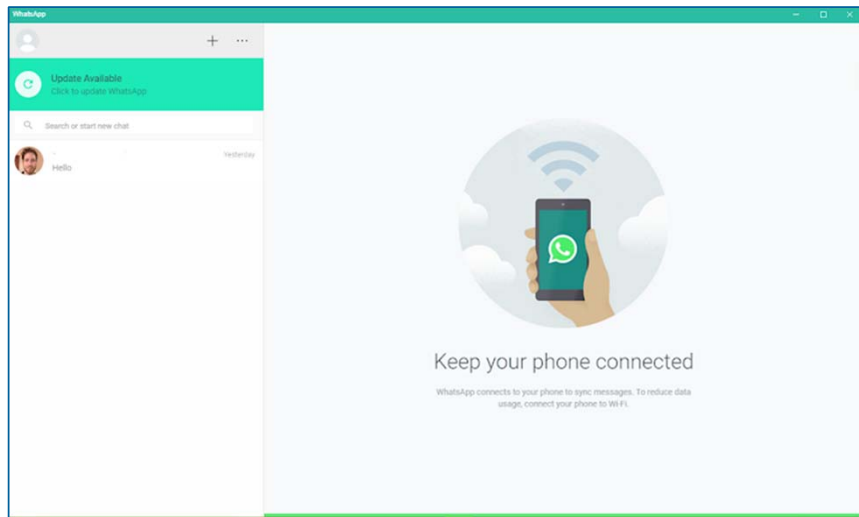 WhatsApp
Update Available
Click to update WhatsApp
Search or start new chat
Yesterday
Hello
Keep your phone connected
WhatsApp connects to your phone to sync messages. To reduce data
usage, connect your phone to Wi-Fi.